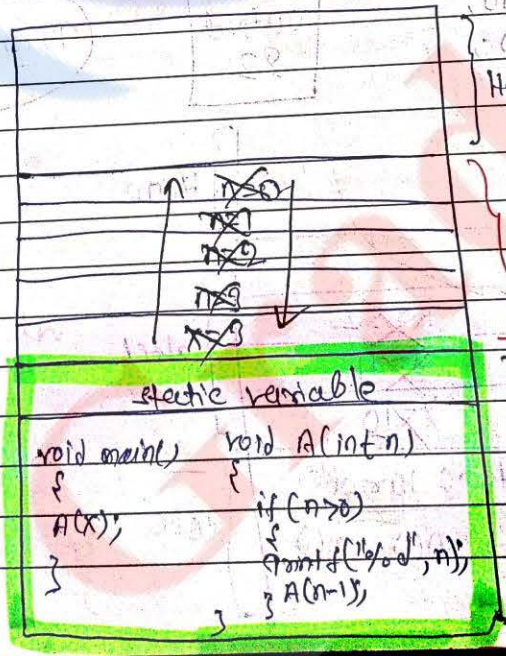 n=0
n=1
n=2
n=3
x=3
static variable
void main() void A(int n)
{ {
A(x); if (n>0)
{
} printf("%d", n);
A(n-1);
} }